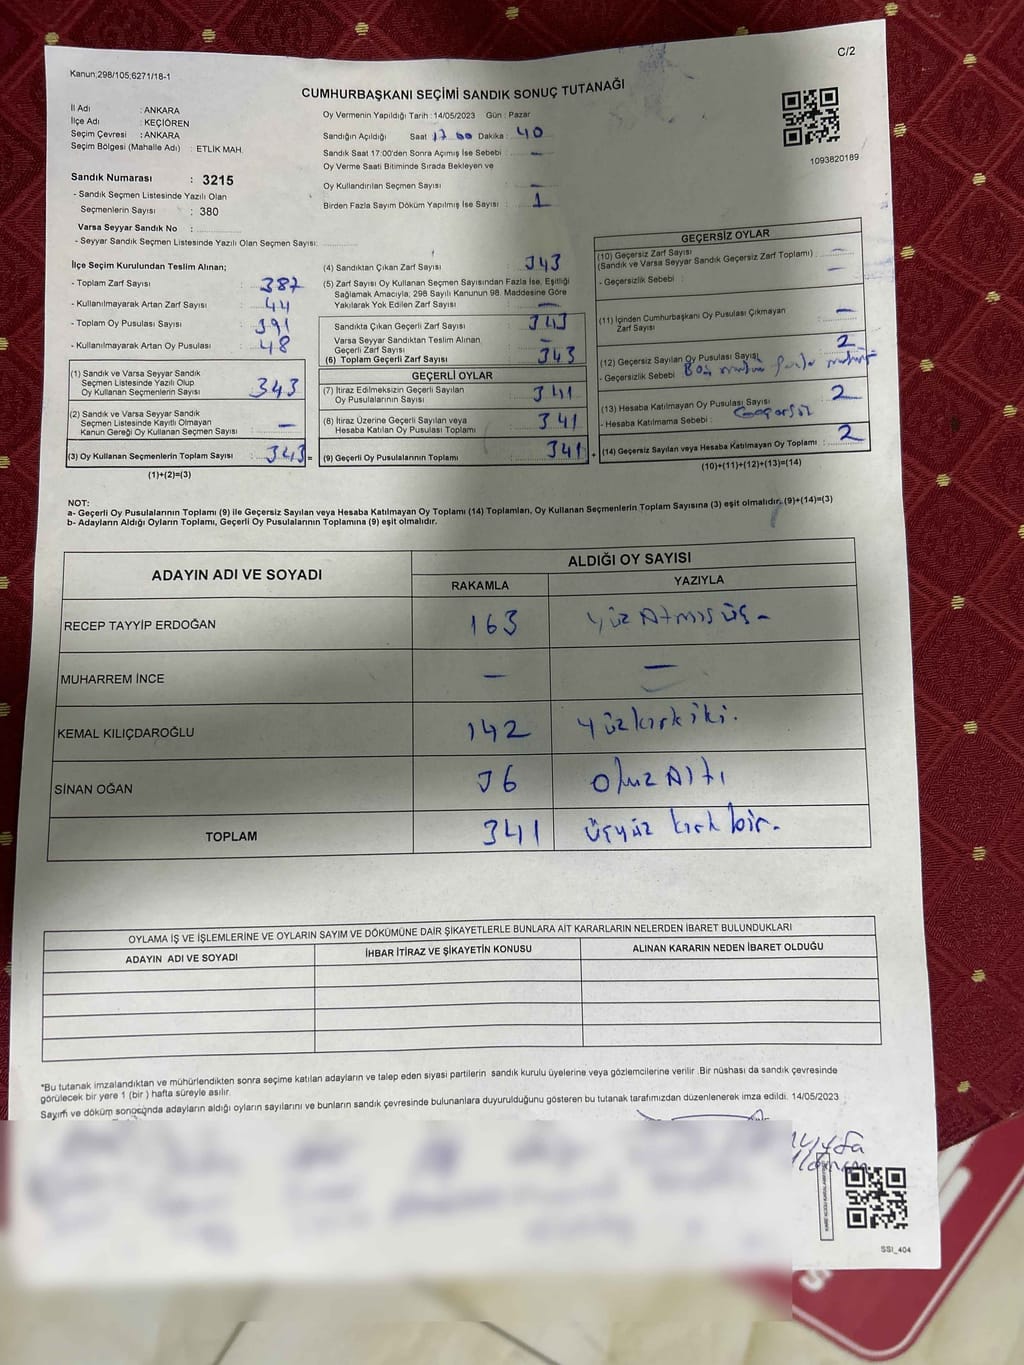 C/2
Kanun;298/105;6271/18-1
CUMHURBAŞKANI SEÇİMİ SANDIK SONUÇ TUTANAĞI
İl Adı : ANKARA
İlçe Adı : KEÇİÖREN
Seçim Çevresi : ANKARA
Seçim Bölgesi (Mahalle Adı) : ETLİK MAH.
Sandık Numarası : 3215
- Sandık Seçmen Listesinde Yazılı Olan
Seçmenlerin Sayısı : 380
Varsa Seyyar Sandık No :
- Seyyar Sandık Seçmen Listesinde Yazılı Olan Seçmen Sayısı:
Oy Vermenin Yapıldığı Tarih : 14/05/2023 Gün : Pazar
Sandığın Açıldığı Saat 17 00 Dakika : 40
Sandık Saat 17:00'den Sonra Açılmış İse Sebebi : —
Oy Verme Saati Bitiminde Sırada Bekleyen ve
Oy Kullandırılan Seçmen Sayısı : —
Birden Fazla Sayım Döküm Yapılmış İse Sayısı : 1
1093820189
İlçe Seçim Kurulundan Teslim Alınan;
- Toplam Zarf Sayısı : 387
- Kullanılmayarak Artan Zarf Sayısı : 44
- Toplam Oy Pusulası Sayısı : 391
- Kullanılmayarak Artan Oy Pusulası : 48
(1) Sandık ve Varsa Seyyar Sandık
Seçmen Listesinde Yazılı Olup
Oy Kullanan Seçmenlerin Sayısı : 343
(2) Sandık ve Varsa Seyyar Sandık
Seçmen Listesinde Kayıtlı Olmayan
Kanun Gereği Oy Kullanan Seçmen Sayısı : —
(3) Oy Kullanan Seçmenlerin Toplam Sayısı : 343 =
(1)+(2)=(3)
(4) Sandıktan Çıkan Zarf Sayısı : 343
(5) Zarf Sayısı Oy Kullanan Seçmen Sayısından Fazla İse, Eşitliği
Sağlamak Amacıyla; 298 Sayılı Kanunun 98. Maddesine Göre
Yakılarak Yok Edilen Zarf Sayısı : —
Sandıkta Çıkan Geçerli Zarf Sayısı : 343
Varsa Seyyar Sandıktan Teslim Alınan
Geçerli Zarf Sayısı : —
(6) Toplam Geçerli Zarf Sayısı : 343
GEÇERLİ OYLAR
(7) İtiraz Edilmeksizin Geçerli Sayılan
Oy Pusulalarının Sayısı : 341
(8) İtiraz Üzerine Geçerli Sayılan veya
Hesaba Katılan Oy Pusulası Toplamı : 341
(9) Geçerli Oy Pusulalarının Toplamı : 341 +
GEÇERSİZ OYLAR
(10) Geçersiz Zarf Sayısı
(Sandık ve Varsa Seyyar Sandık Geçersiz Zarf Toplamı) : —
- Geçersizlik Sebebi : —
(11) İçinden Cumhurbaşkanı Oy Pusulası Çıkmayan
Zarf Sayısı : —
(12) Geçersiz Sayılan Oy Pusulası Sayısı : 2
- Geçersizlik Sebebi : fazla mühür
(13) Hesaba Katılmayan Oy Pusulası Sayısı : 2
- Hesaba Katılmama Sebebi : Geçersiz
(14) Geçersiz Sayılan veya Hesaba Katılmayan Oy Toplamı : 2
(10)+(11)+(12)+(13)=(14)
NOT:
a- Geçerli Oy Pusulalarının Toplamı (9) ile Geçersiz Sayılan veya Hesaba Katılmayan Oy Toplamı (14) Toplamları, Oy Kullanan Seçmenlerin Toplam Sayısına (3) eşit olmalıdır. (9)+(14)=(3)
b- Adayların Aldığı Oyların Toplamı, Geçerli Oy Pusulalarının Toplamına (9) eşit olmalıdır.
ADAYIN ADI VE SOYADI
ALDIĞI OY SAYISI
RAKAMLA YAZIYLA
RECEP TAYYİP ERDOĞAN 163 Yüz Atmış üç -
MUHARREM İNCE — —
KEMAL KILIÇDAROĞLU 142 Yüzkırkiki.
SİNAN OĞAN 36 Otuz Altı
TOPLAM 341 üçyüz kırk bir.
OYLAMA İŞ VE İŞLEMLERİNE VE OYLARIN SAYIM VE DÖKÜMÜNE DAİR ŞİKAYETLERLE BUNLARA AİT KARARLARIN NELERDEN İBARET BULUNDUKLARI
ADAYIN ADI VE SOYADI İHBAR İTİRAZ VE ŞİKAYETİN KONUSU ALINAN KARARIN NEDEN İBARET OLDUĞU
*Bu tutanak imzalandıktan ve mühürlendikten sonra seçime katılan adayların ve talep eden siyasi partilerin sandık kurulu üyelerine veya gözlemcilerine verilir .Bir nüshası da sandık çevresinde
görülecek bir yere 1 (bir ) hafta süreyle asılır.
Sayım ve döküm sonucunda adayların aldığı oyların sayılarını ve bunların sandık çevresinde bulunanlara duyurulduğunu gösteren bu tutanak tarafımızdan düzenlenerek imza edildi. 14/05/2023
SSI_404